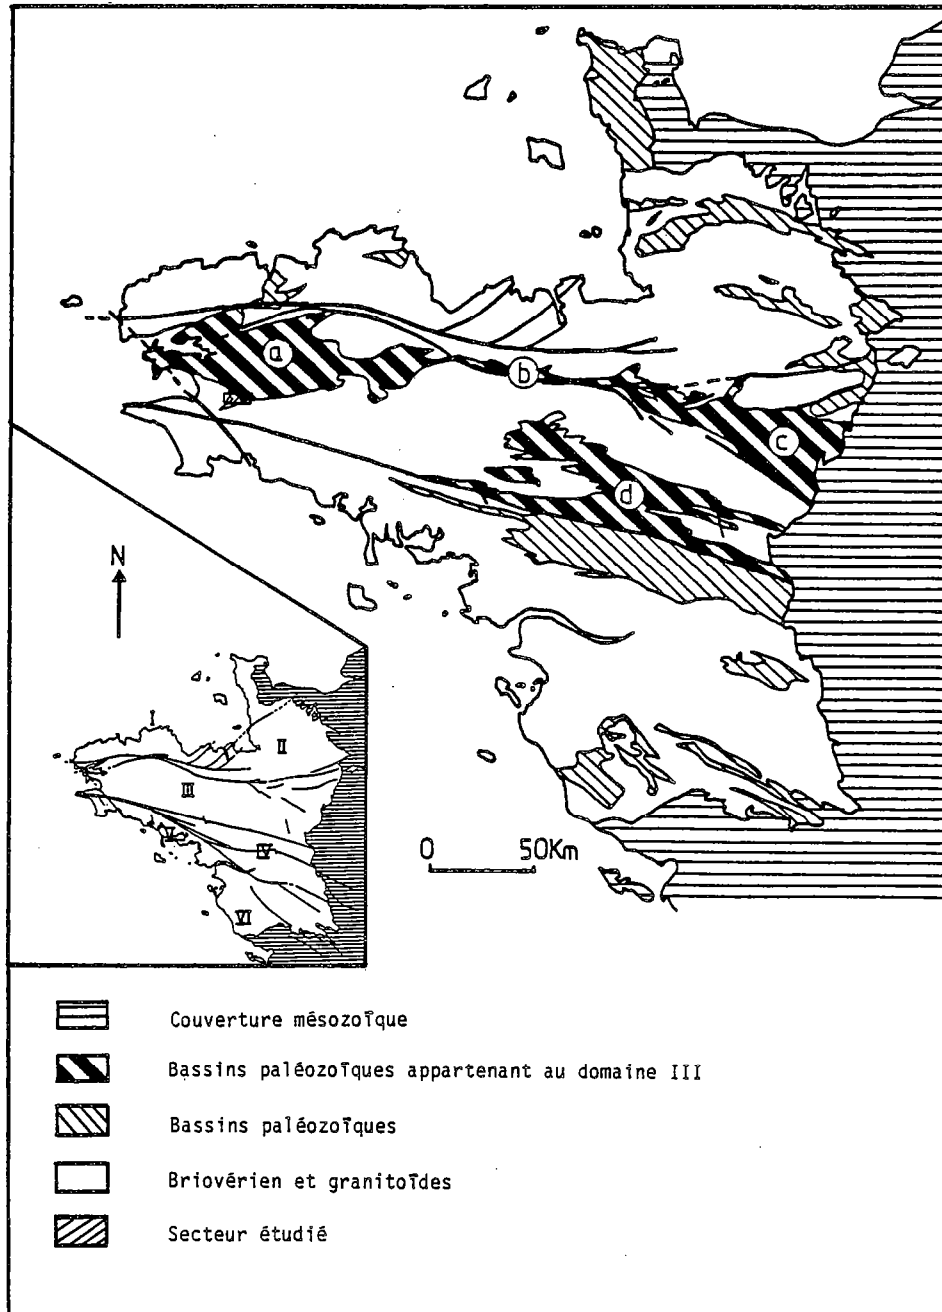 a
b
c
d
N
0 50Km
I
II
III
IV
V
VI
Couverture mésozoïque
Bassins paléozoïques appartenant au domaine III
Bassins paléozoïques
Briovérien et granitoïdes
Secteur étudié